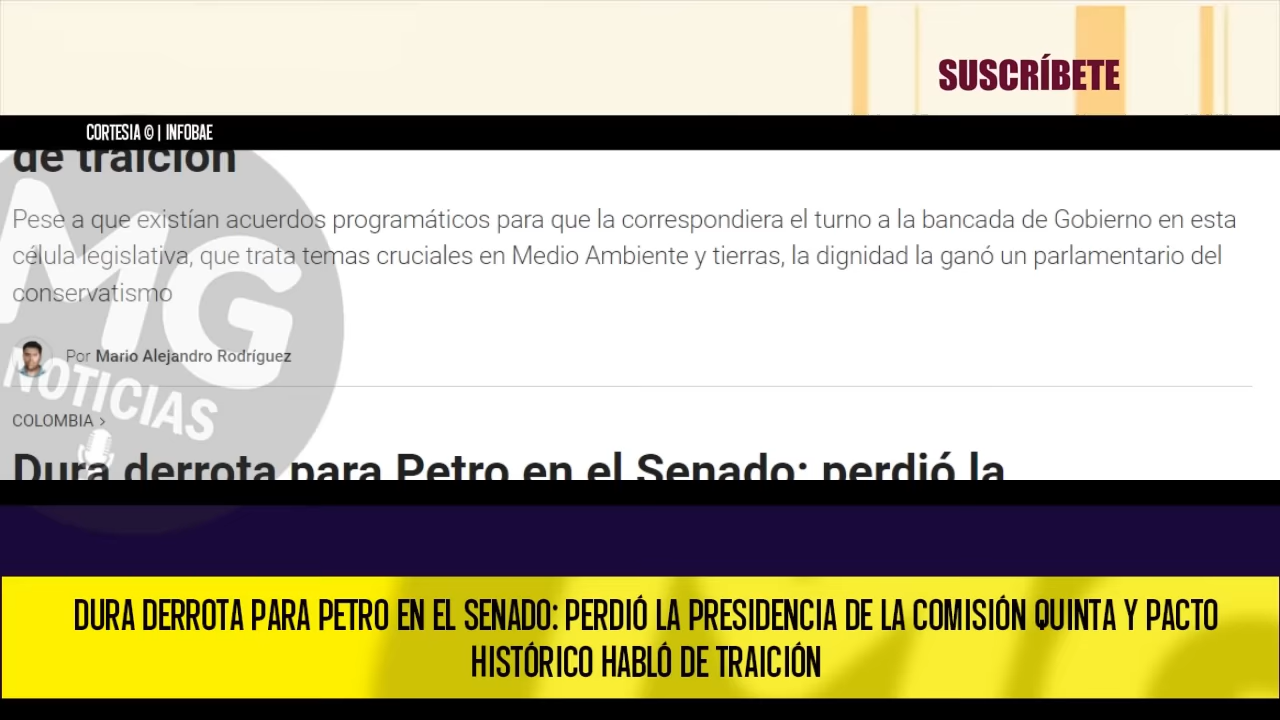 SUSCRÍBETE
CORTESIA © | INFOBAE
de traición
Pese a que existían acuerdos programáticos para que la correspondiera el turno a la bancada de Gobierno en esta
célula legislativa, que trata temas cruciales en Medio Ambiente y tierras, la dignidad la ganó un parlamentario del
conservatismo
Por Mario Alejandro Rodríguez
MG
NOTICIAS
COLOMBIA >
Dura derrota para Petro en el Senado: perdió la
DURA DERROTA PARA PETRO EN EL SENADO: PERDIÓ LA PRESIDENCIA DE LA COMISIÓN QUINTA Y PACTO
HISTÓRICO HABLÓ DE TRAICIÓN